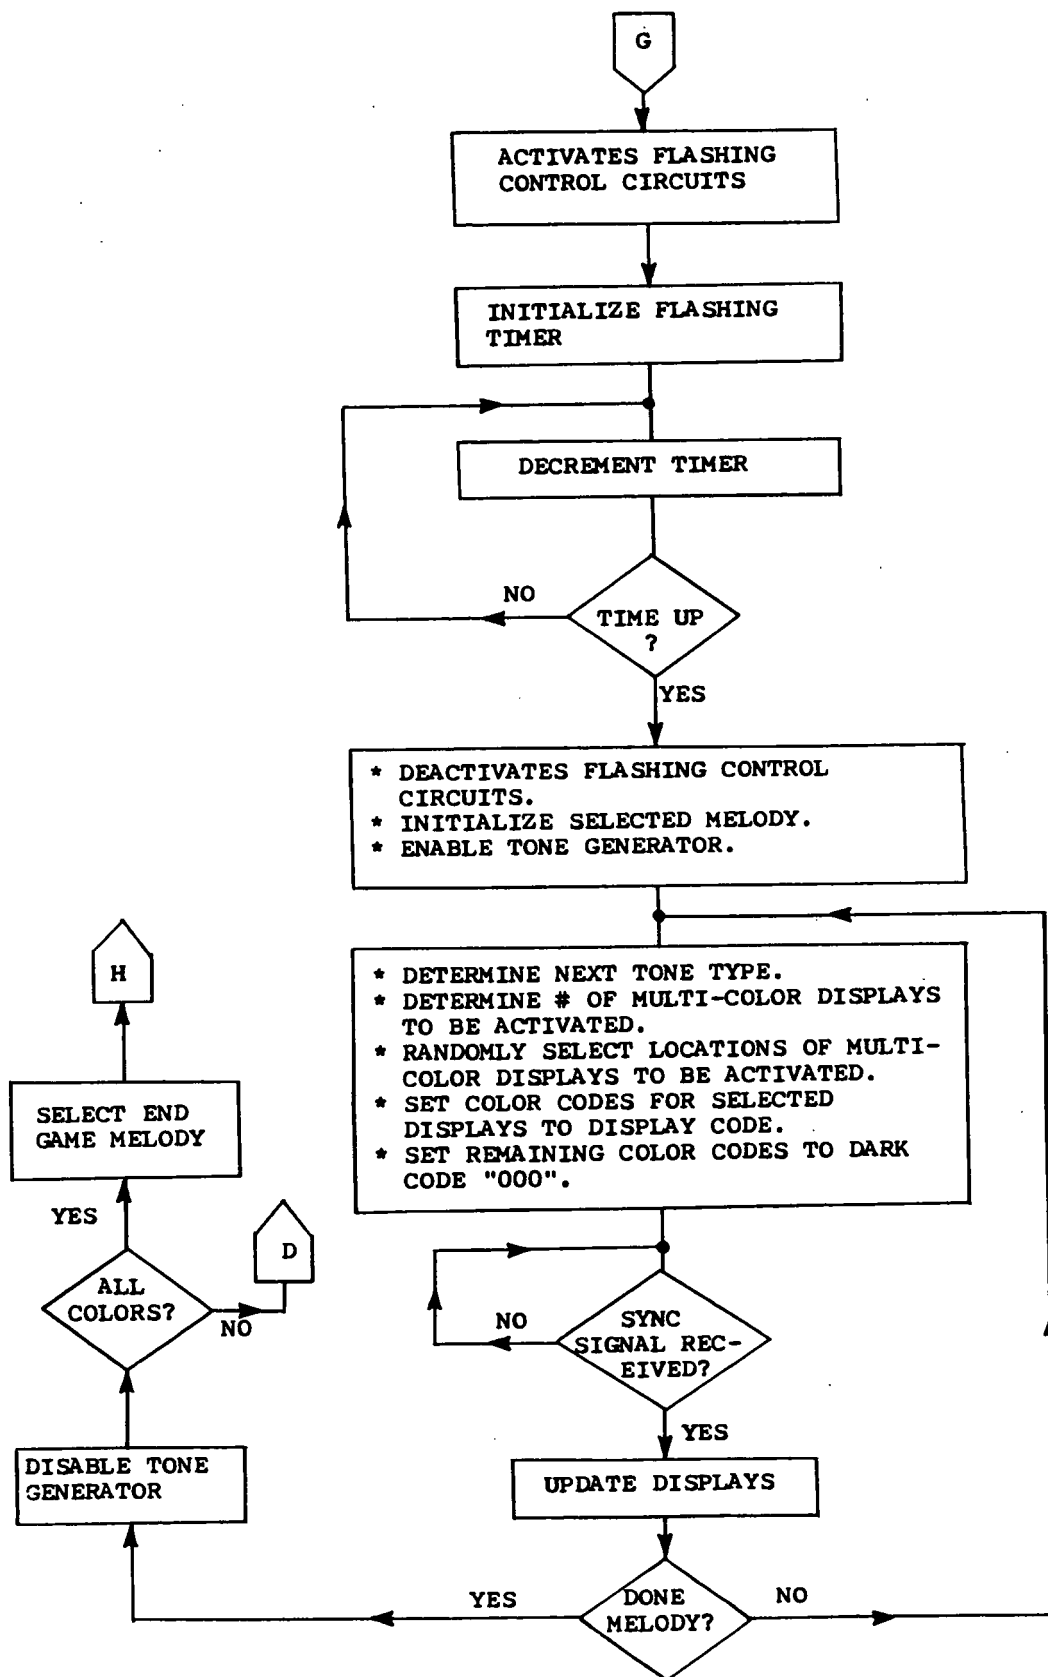 G
ACTIVATES FLASHING
CONTROL CIRCUITS
INITIALIZE FLASHING
TIMER
DECREMENT TIMER
NO
TIME UP
?
YES
* DEACTIVATES FLASHING CONTROL
CIRCUITS.
* INITIALIZE SELECTED MELODY.
* ENABLE TONE GENERATOR.
* DETERMINE NEXT TONE TYPE.
* DETERMINE # OF MULTI-COLOR DISPLAYS
TO BE ACTIVATED.
* RANDOMLY SELECT LOCATIONS OF MULTI-
COLOR DISPLAYS TO BE ACTIVATED.
* SET COLOR CODES FOR SELECTED
DISPLAYS TO DISPLAY CODE.
* SET REMAINING COLOR CODES TO DARK
CODE "000".
NO
SYNC
SIGNAL REC-
EIVED?
YES
UPDATE DISPLAYS
DONE
MELODY?
NO
YES
DISABLE TONE
GENERATOR
ALL
COLORS?
NO
D
YES
SELECT END
GAME MELODY
H